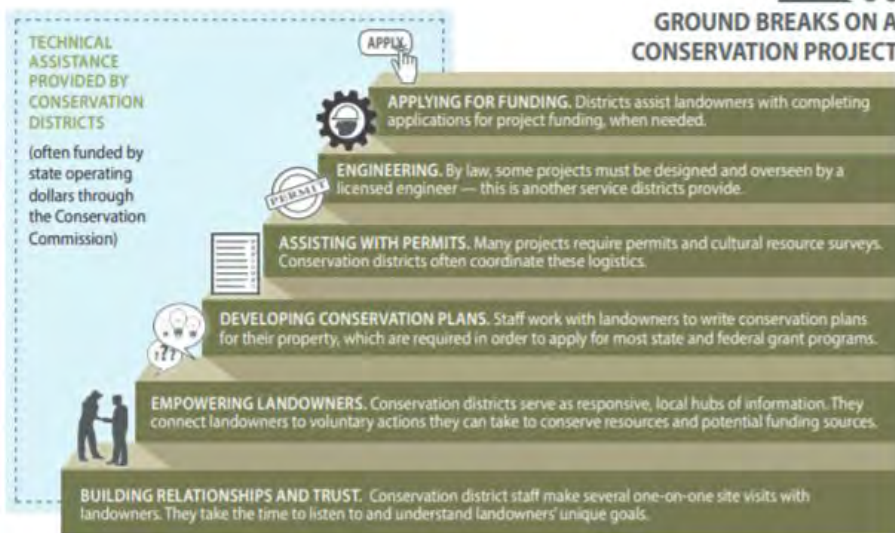 GROUND BREAKS ON A
CONSERVATION PROJECT
TECHNICAL
ASSISTANCE
PROVIDED BY
CONSERVATION
DISTRICTS
(often funded by
state operating
dollars through
the Conservation
Commission)
APPLY
APPLYING FOR FUNDING. Districts assist landowners with completing
applications for project funding, when needed.
ENGINEERING. By law, some projects must be designed and overseen by a
licensed engineer — this is another service districts provide.
PERMIT
ASSISTING WITH PERMITS. Many projects require permits and cultural resource surveys.
Conservation districts often coordinate these logistics.
DEVELOPING CONSERVATION PLANS. Staff work with landowners to write conservation plans
for their property, which are required in order to apply for most state and federal grant programs.
???
EMPOWERING LANDOWNERS. Conservation districts serve as responsive, local hubs of information. They
connect landowners to voluntary actions they can take to conserve resources and potential funding sources.
BUILDING RELATIONSHIPS AND TRUST. Conservation district staff make several one-on-one site visits with
landowners. They take the time to listen to and understand landowners' unique goals.